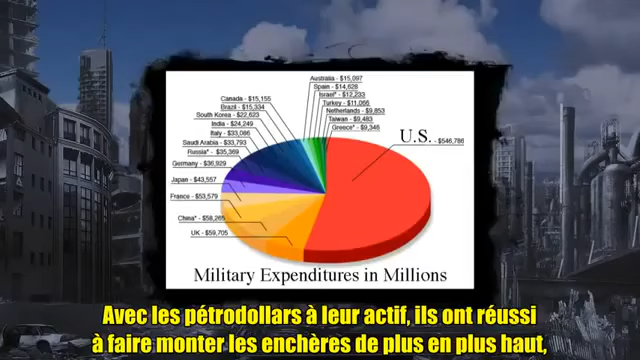 Australia - $15,097
Spain - $14,628
Israel* - $12,233
Turkey - $11,066
Netherlands - $9,853
Taiwan - $9,483
Greece* - $9,346
Canada - $15,155
Brazil - $15,334
South Korea - $22,623
India - $24,249
Italy - $33,086
Saudi Arabia - $33,793
Russia* - $35,369
Germany - $36,929
Japan - $43,557
France - $53,579
China* - $58,265
UK - $59,705
U.S. - $546,786
Military Expenditures in Millions
Avec les pétrodollars à leur actif, ils ont réussi
à faire monter les enchères de plus en plus haut,